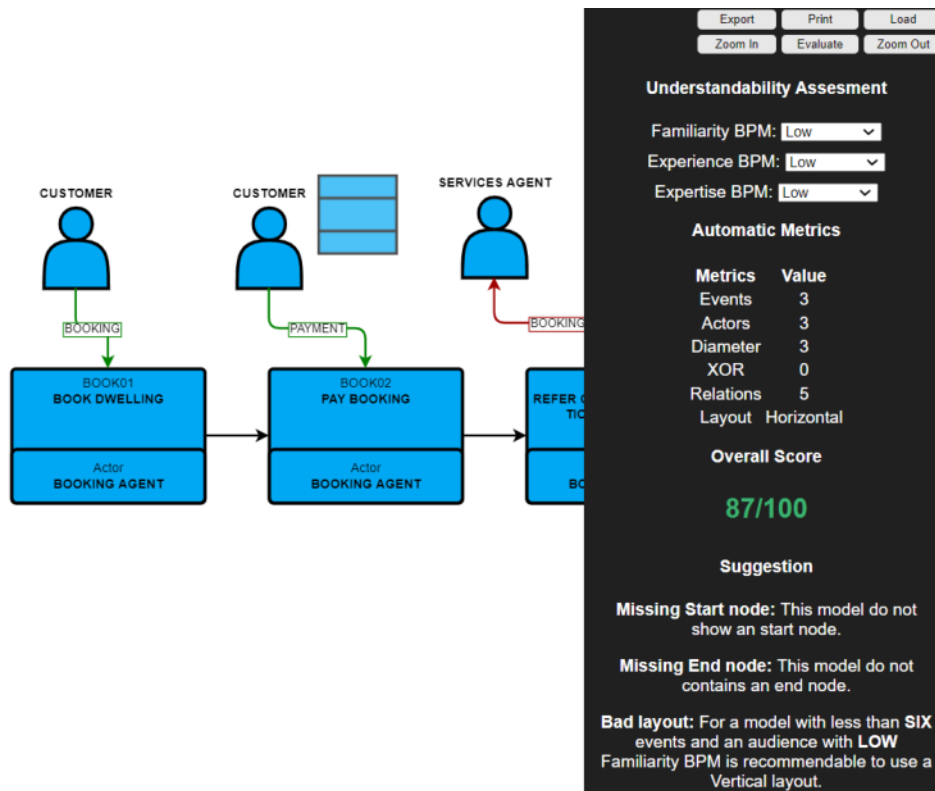 Export Print Load
Zoom In Evaluate Zoom Out
Understandability Assesment
Familiarity BPM: Low
Experience BPM: Low
Expertise BPM: Low
Automatic Metrics
Metrics Value
Events 3
Actors 3
Diameter 3
XOR 0
Relations 5
Layout Horizontal
Overall Score
87/100
Suggestion
Missing Start node: This model do not
show an start node.
Missing End node: This model do not
contains an end node.
Bad layout: For a model with less than SIX
events and an audience with LOW
Familiarity BPM is recommendable to use a
Vertical layout.
CUSTOMER
CUSTOMER
SERVICES AGENT
BOOKING
PAYMENT
BOOKING
BOOK01
BOOK DWELLING
Actor
BOOKING AGENT
BOOK02
PAY BOOKING
Actor
BOOKING AGENT
REFER